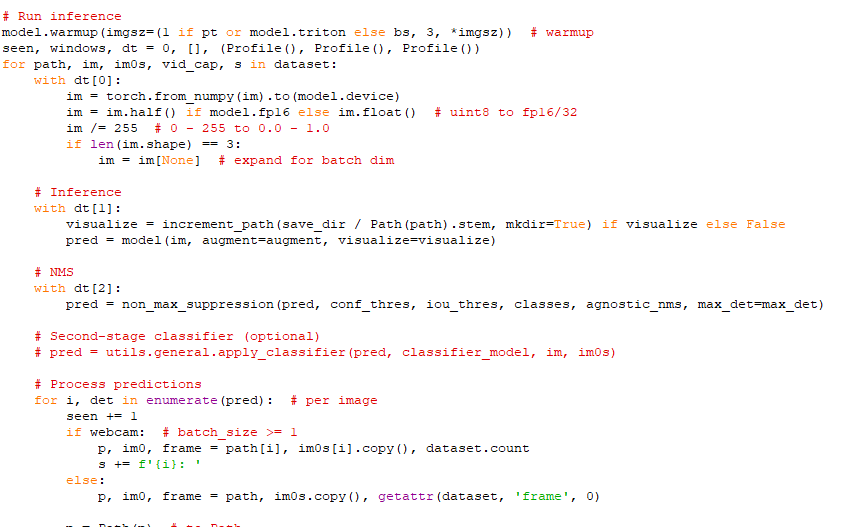 # Run inference
model.warmup(imgsz=(1 if pt or model.triton else bs, 3, *imgsz))  # warmup
seen, windows, dt = 0, [], (Profile(), Profile(), Profile())
for path, im, im0s, vid_cap, s in dataset:
    with dt[0]:
        im = torch.from_numpy(im).to(model.device)
        im = im.half() if model.fp16 else im.float()  # uint8 to fp16/32
        im /= 255  # 0 - 255 to 0.0 - 1.0
        if len(im.shape) == 3:
            im = im[None]  # expand for batch dim
    # Inference
    with dt[1]:
        visualize = increment_path(save_dir / Path(path).stem, mkdir=True) if visualize else False
        pred = model(im, augment=augment, visualize=visualize)
    # NMS
    with dt[2]:
        pred = non_max_suppression(pred, conf_thres, iou_thres, classes, agnostic_nms, max_det=max_det)
    # Second-stage classifier (optional)
    # pred = utils.general.apply_classifier(pred, classifier_model, im, im0s)
    # Process predictions
    for i, det in enumerate(pred):  # per image
        seen += 1
        if webcam:  # batch_size >= 1
            p, im0, frame = path[i], im0s[i].copy(), dataset.count
            s += f'{i}: '
        else:
            p, im0, frame = path, im0s.copy(), getattr(dataset, 'frame', 0)
        p = Path(p)  # to Path